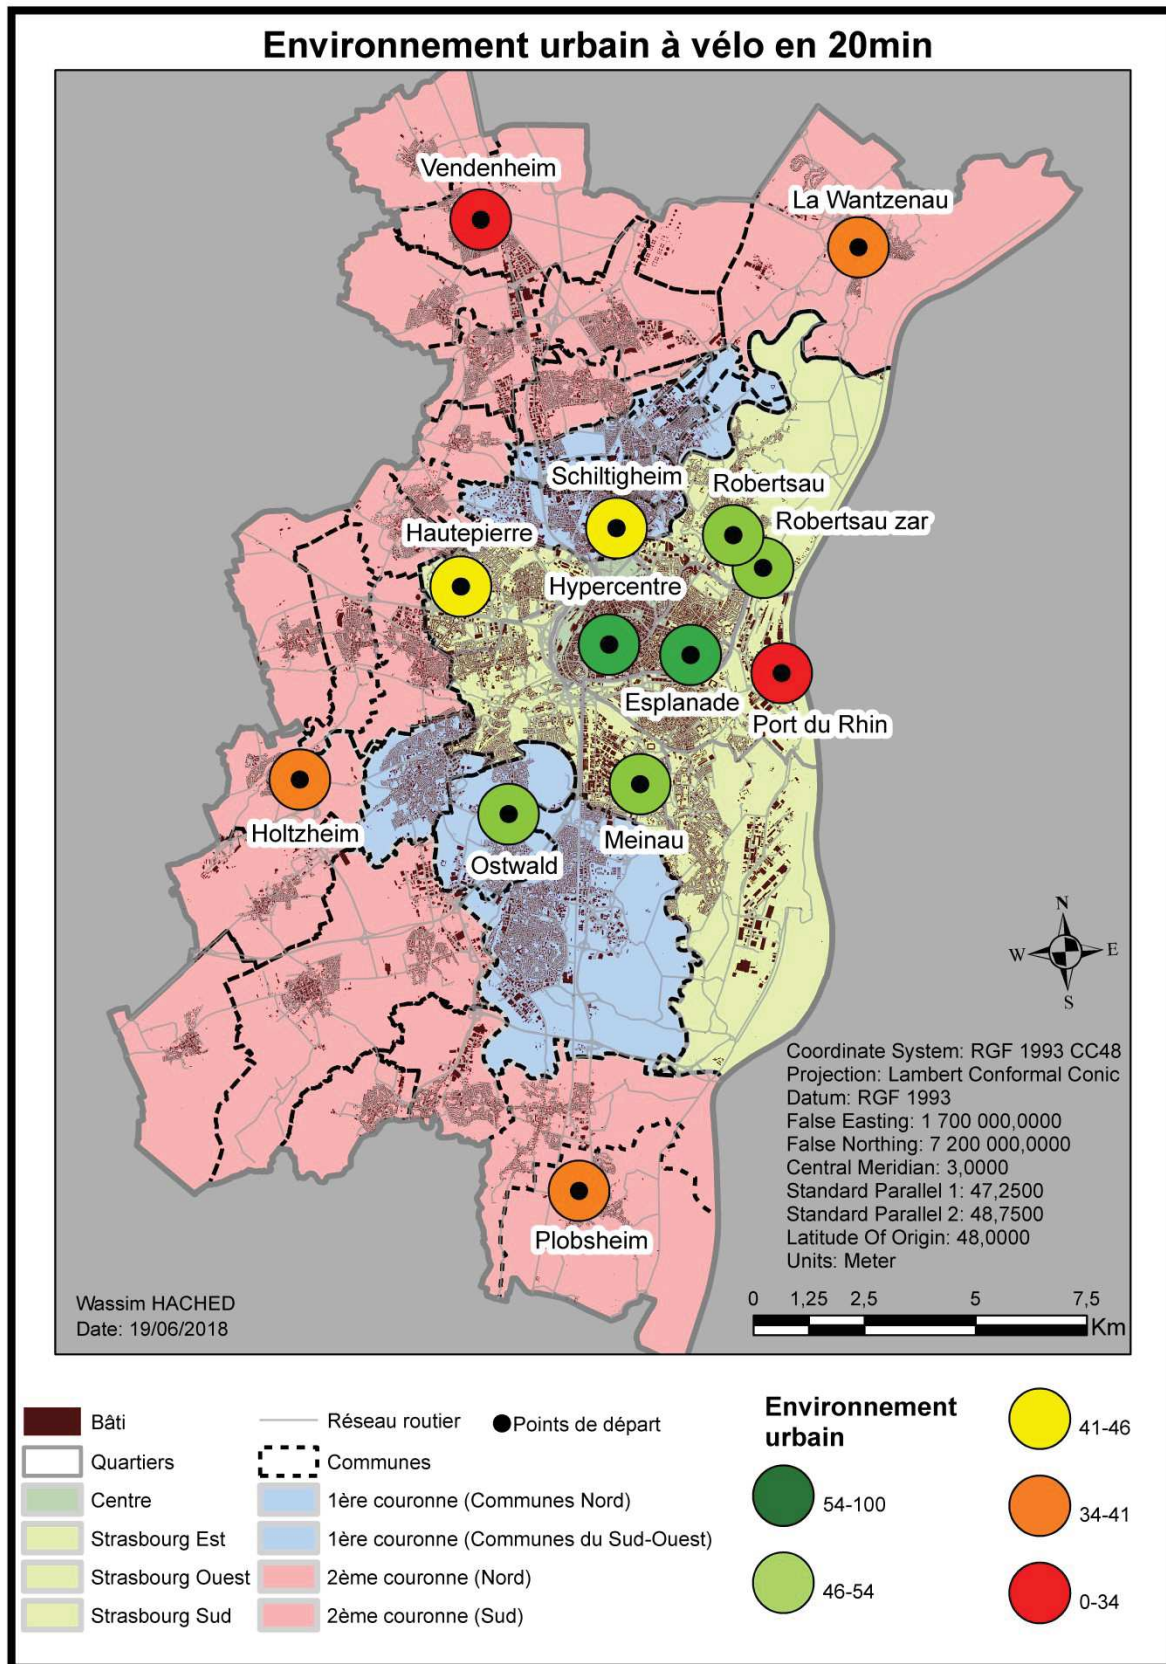 Environnement urbain à vélo en 20min
Vendenheim
La Wantzenau
Schiltigheim
Robertsau
Hautepierre
Robertsau zar
Hypercentre
Esplanade
Port du Rhin
Holtzheim
Ostwald
Meinau
N
W
E
S
Plobsheim
Coordinate System: RGF 1993 CC48
Projection: Lambert Conformal Conic
Datum: RGF 1993
False Easting: 1 700 000,0000
False Northing: 7 200 000,0000
Central Meridian: 3,0000
Standard Parallel 1: 47,2500
Standard Parallel 2: 48,7500
Latitude Of Origin: 48,0000
Units: Meter
Wassim HACHED
Date: 19/06/2018
0 1,25 2,5 5 7,5
Km
Bâti
Quartiers
Centre
Strasbourg Est
Strasbourg Ouest
Strasbourg Sud
Réseau routier
Points de départ
Communes
1ère couronne (Communes Nord)
1ère couronne (Communes du Sud-Ouest)
2ème couronne (Nord)
2ème couronne (Sud)
Environnement
urbain
54-100
46-54
41-46
34-41
0-34